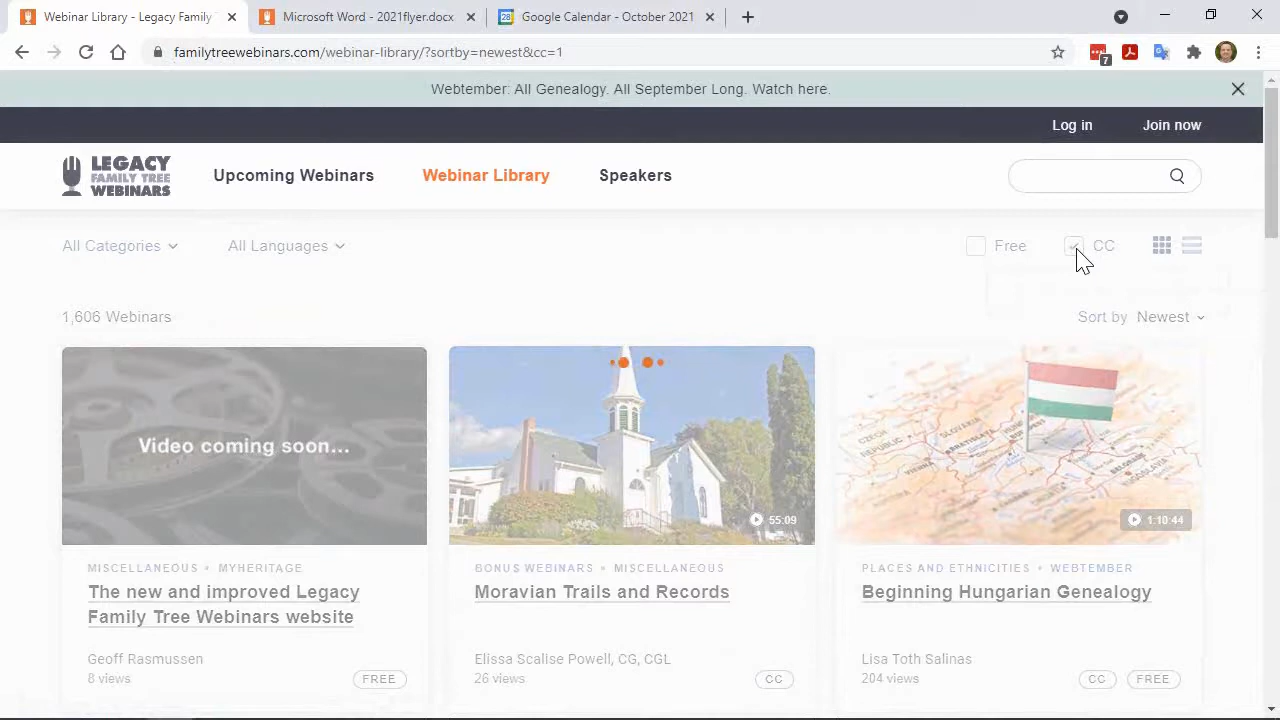 Webinar Library - Legacy Family
Microsoft Word - 2021flyer.docx
28
Google Calendar - October 2021
familytreewebinars.com/webinar-library/?sortby=newest&cc=1
7
Webtember: All Genealogy. All September Long. Watch here.
Log in
Join now
LEGACY
FAMILY TREE
WEBINARS
Upcoming Webinars
Webinar Library
Speakers
All Categories
All Languages
Free
CC
1,606 Webinars
Sort by Newest
Video coming soon...
55:09
1:10:44
MISCELLANEOUS • MYHERITAGE
The new and improved Legacy
Family Tree Webinars website
Geoff Rasmussen
8 views
FREE
BONUS WEBINARS • MISCELLANEOUS
Moravian Trails and Records
Elissa Scalise Powell, CG, CGL
26 views
CC
PLACES AND ETHNICITIES • WEBTEMBER
Beginning Hungarian Genealogy
Lisa Toth Salinas
204 views
CC
FREE